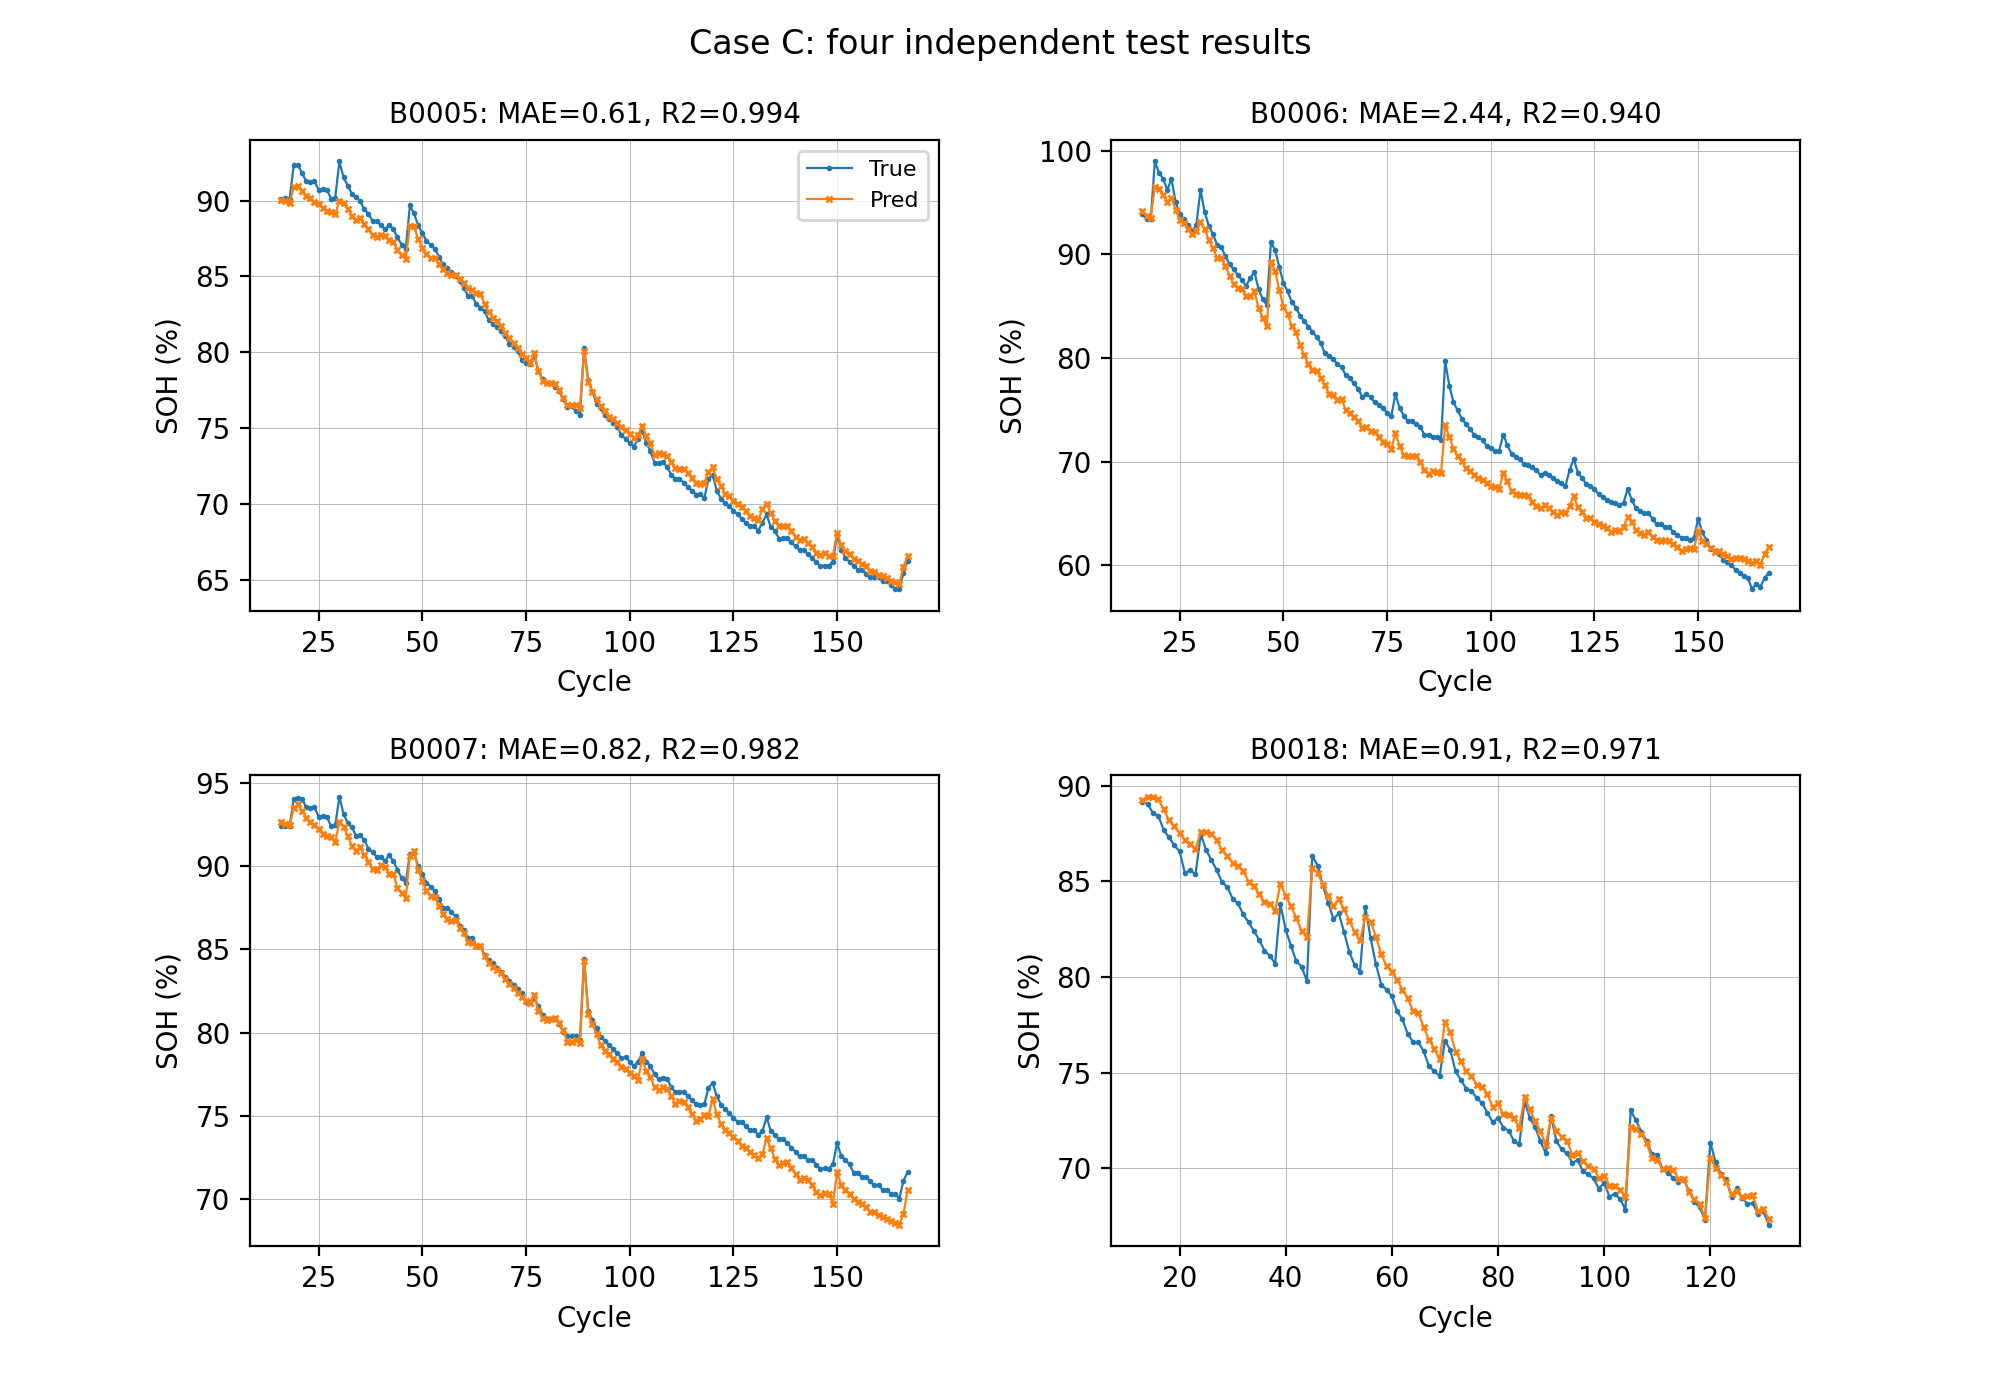 Case C: four independent test results
B0005: MAE=0.61, R2=0.994
True
Pred
90
85
80
75
70
65
SOH (%)
25 50 75 100 125 150
Cycle
B0006: MAE=2.44, R2=0.940
100
90
80
70
60
SOH (%)
25 50 75 100 125 150
Cycle
B0007: MAE=0.82, R2=0.982
95
90
85
80
75
70
SOH (%)
25 50 75 100 125 150
Cycle
B0018: MAE=0.91, R2=0.971
90
85
80
75
70
SOH (%)
20 40 60 80 100 120
Cycle